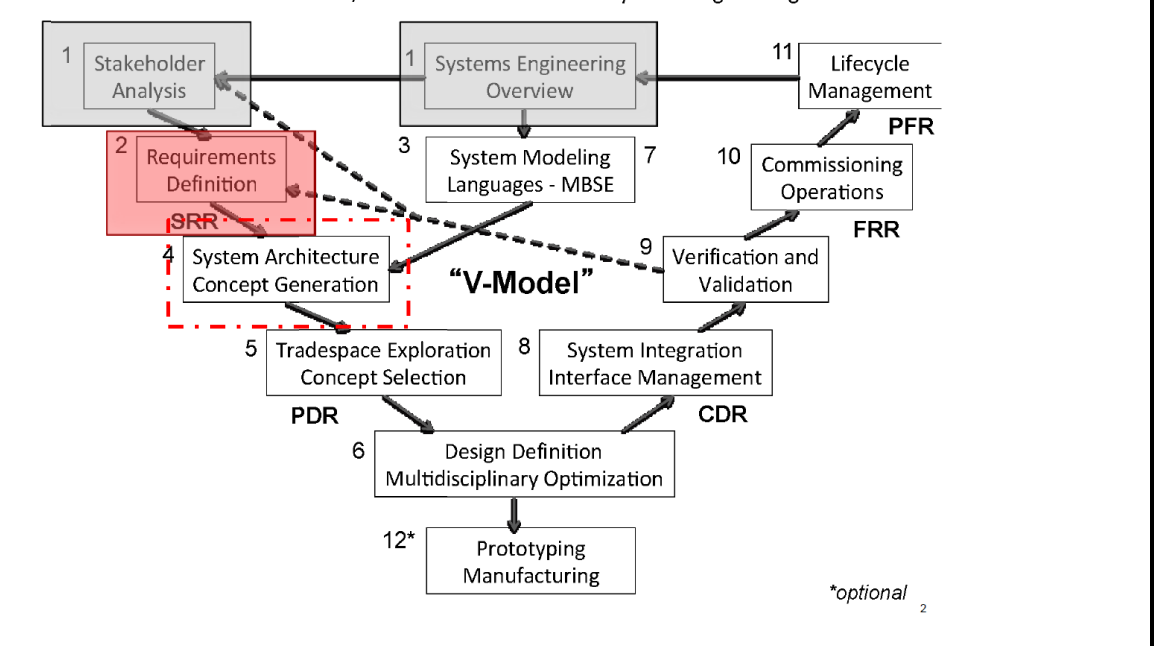 1
Stakeholder
Analysis
1
Systems Engineering
Overview
11
Lifecycle
Management
PFR
2
Requirements
Definition
SRR
3
System Modeling
Languages - MBSE
7
10
Commissioning
Operations
FRR
4
System Architecture
Concept Generation
“V-Model”
9
Verification and
Validation
5
Tradespace Exploration
Concept Selection
PDR
8
System Integration
Interface Management
CDR
6
Design Definition
Multidisciplinary Optimization
12*
Prototyping
Manufacturing
*optional
2